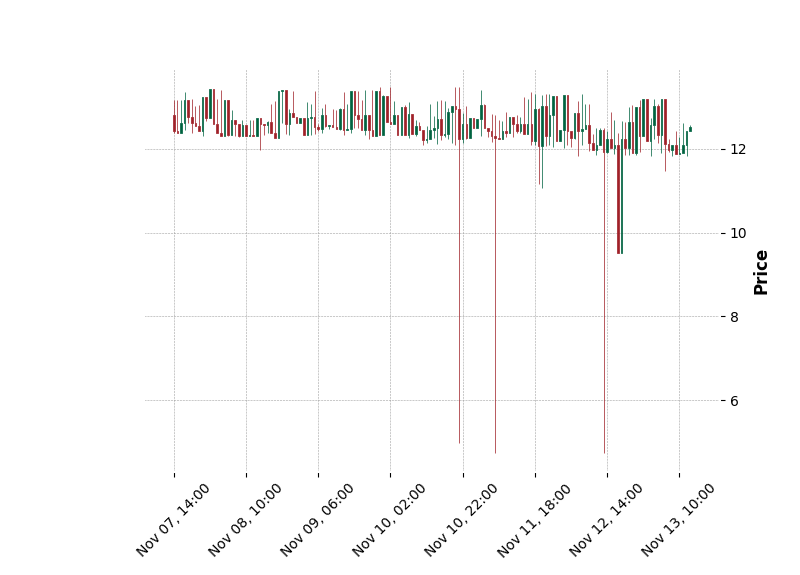 12
10
8
6
Price
Nov 07, 14:00
Nov 08, 10:00
Nov 09, 06:00
Nov 10, 02:00
Nov 10, 22:00
Nov 11, 18:00
Nov 12, 14:00
Nov 13, 10:00